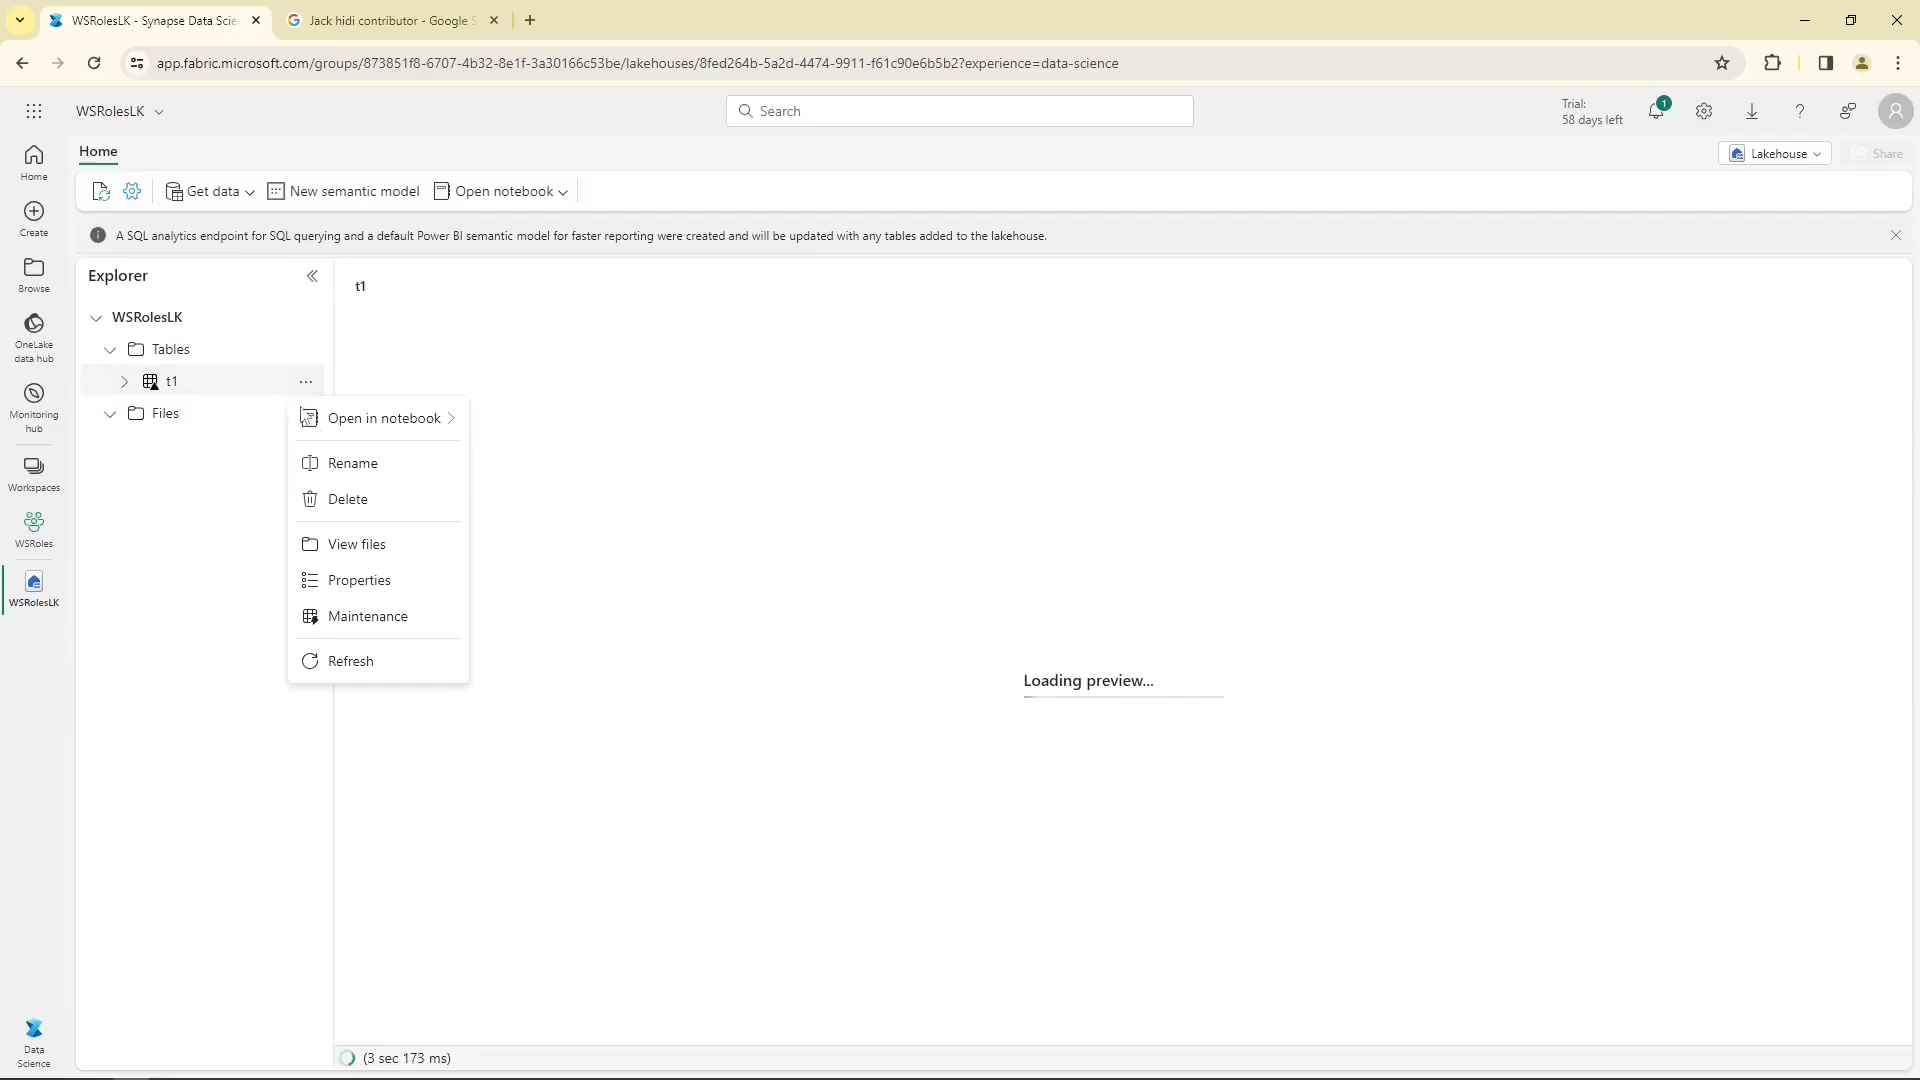 WSRolesLK - Synapse Data Scie
Jack hidi contributor - Google S
app.fabric.microsoft.com/groups/873851f8-6707-4b32-8e1f-3a30166c53be/lakehouses/8fed264b-5a2d-4474-9911-f61c90e6b5b2?experience=data-science
WSRolesLK
Search
Trial:
58 days left
1
Home
Lakehouse
Share
Get data
New semantic model
Open notebook
A SQL analytics endpoint for SQL querying and a default Power BI semantic model for faster reporting were created and will be updated with any tables added to the lakehouse.
Home
Create
Browse
OneLake
data hub
Monitoring
hub
Workspaces
WSRoles
WSRolesLK
Data
Science
Explorer
WSRolesLK
Tables
t1
Files
Open in notebook
Rename
Delete
View files
Properties
Maintenance
Refresh
t1
Loading preview...
(3 sec 173 ms)